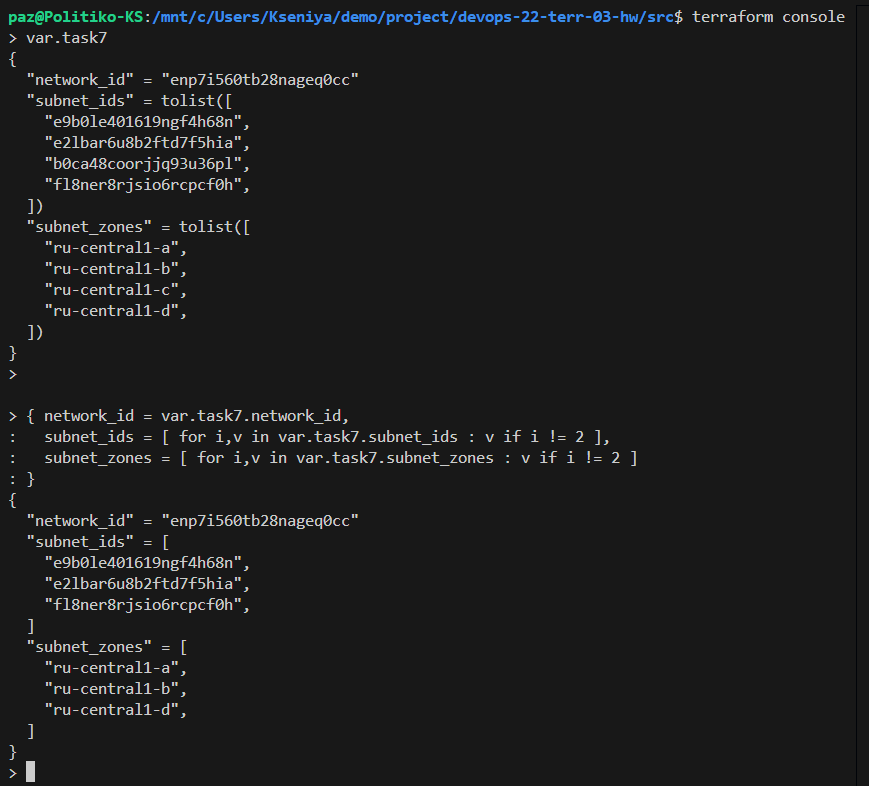 paz@Politiko-KS:/mnt/c/Users/Kseniya/demo/project/devops-22-terr-03-hw/src$ terraform console
> var.task7
{
  "network_id" = "enp7i560tb28nageq0cc"
  "subnet_ids" = tolist([
    "e9b0le401619ngf4h68n",
    "e2lbar6u8b2ftd7f5hia",
    "b0ca48coorjjq93u36pl",
    "fl8ner8rjsio6rcpcf0h",
  ])
  "subnet_zones" = tolist([
    "ru-central1-a",
    "ru-central1-b",
    "ru-central1-c",
    "ru-central1-d",
  ])
}
>
> { network_id = var.task7.network_id,
:   subnet_ids = [ for i,v in var.task7.subnet_ids : v if i != 2 ],
:   subnet_zones = [ for i,v in var.task7.subnet_zones : v if i != 2 ]
: }
{
  "network_id" = "enp7i560tb28nageq0cc"
  "subnet_ids" = [
    "e9b0le401619ngf4h68n",
    "e2lbar6u8b2ftd7f5hia",
    "fl8ner8rjsio6rcpcf0h",
  ]
  "subnet_zones" = [
    "ru-central1-a",
    "ru-central1-b",
    "ru-central1-d",
  ]
}
>